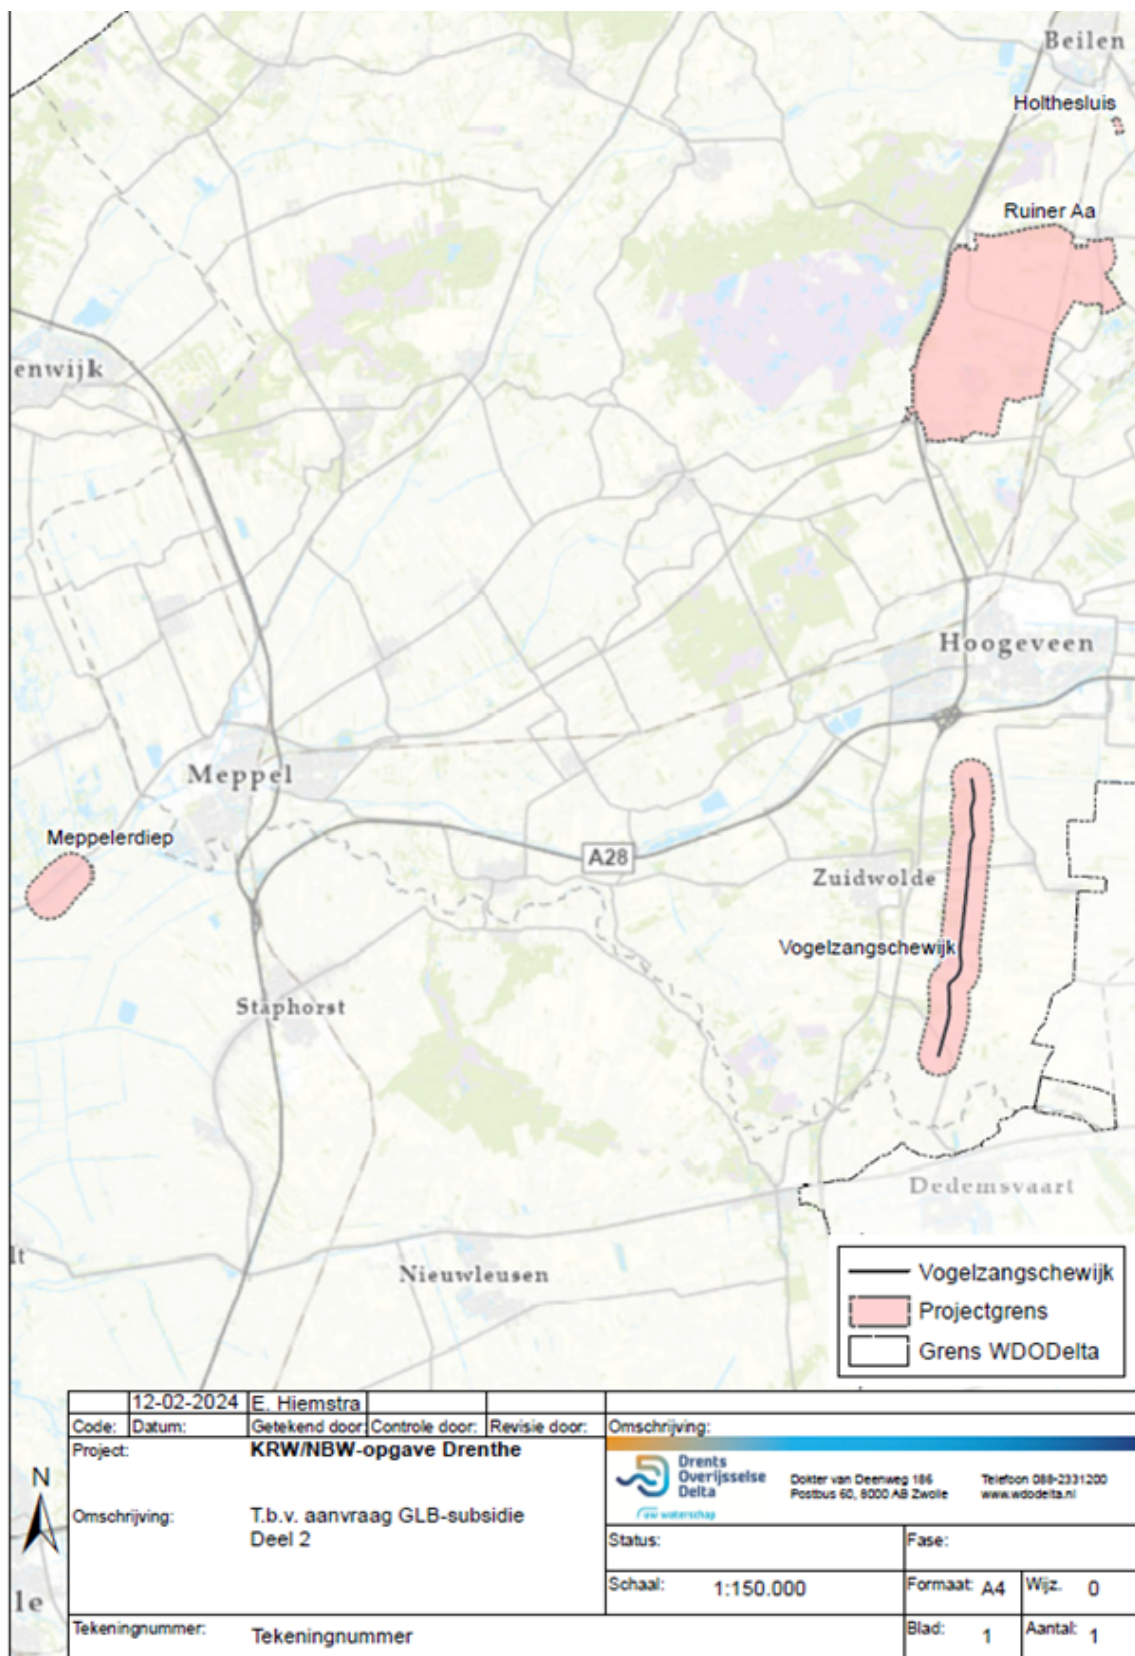 Beilen
Holthesluis
Ruiner Aa
enwijk
Hoogeveen
Meppel
Meppelerdiep
A28
Zuidwolde
Vogelzangschewijk
Staphorst
Dedemsvaart
lt
Nieuwleusen
Vogelzangschewijk
Projectgrens
Grens WDODelta
12-02-2024 E. Hiemstra
Code: Datum: Getekend door: Controle door: Revisie door: Omschrijving:
Project: KRW/NBW-opgave Drenthe
Drents
Overijsselse
Delta
uw waterschap
Dokter van Deenweg 186
Postbus 60, 8000 AB Zwolle
Telefoon 088-2331200
www.wdodelta.nl
N
Omschrijving: T.b.v. aanvraag GLB-subsidie
Deel 2
Status: Fase:
Schaal: 1:150.000 Formaat: A4 Wijz. 0
le
Tekeningnummer: Tekeningnummer Blad: 1 Aantal: 1